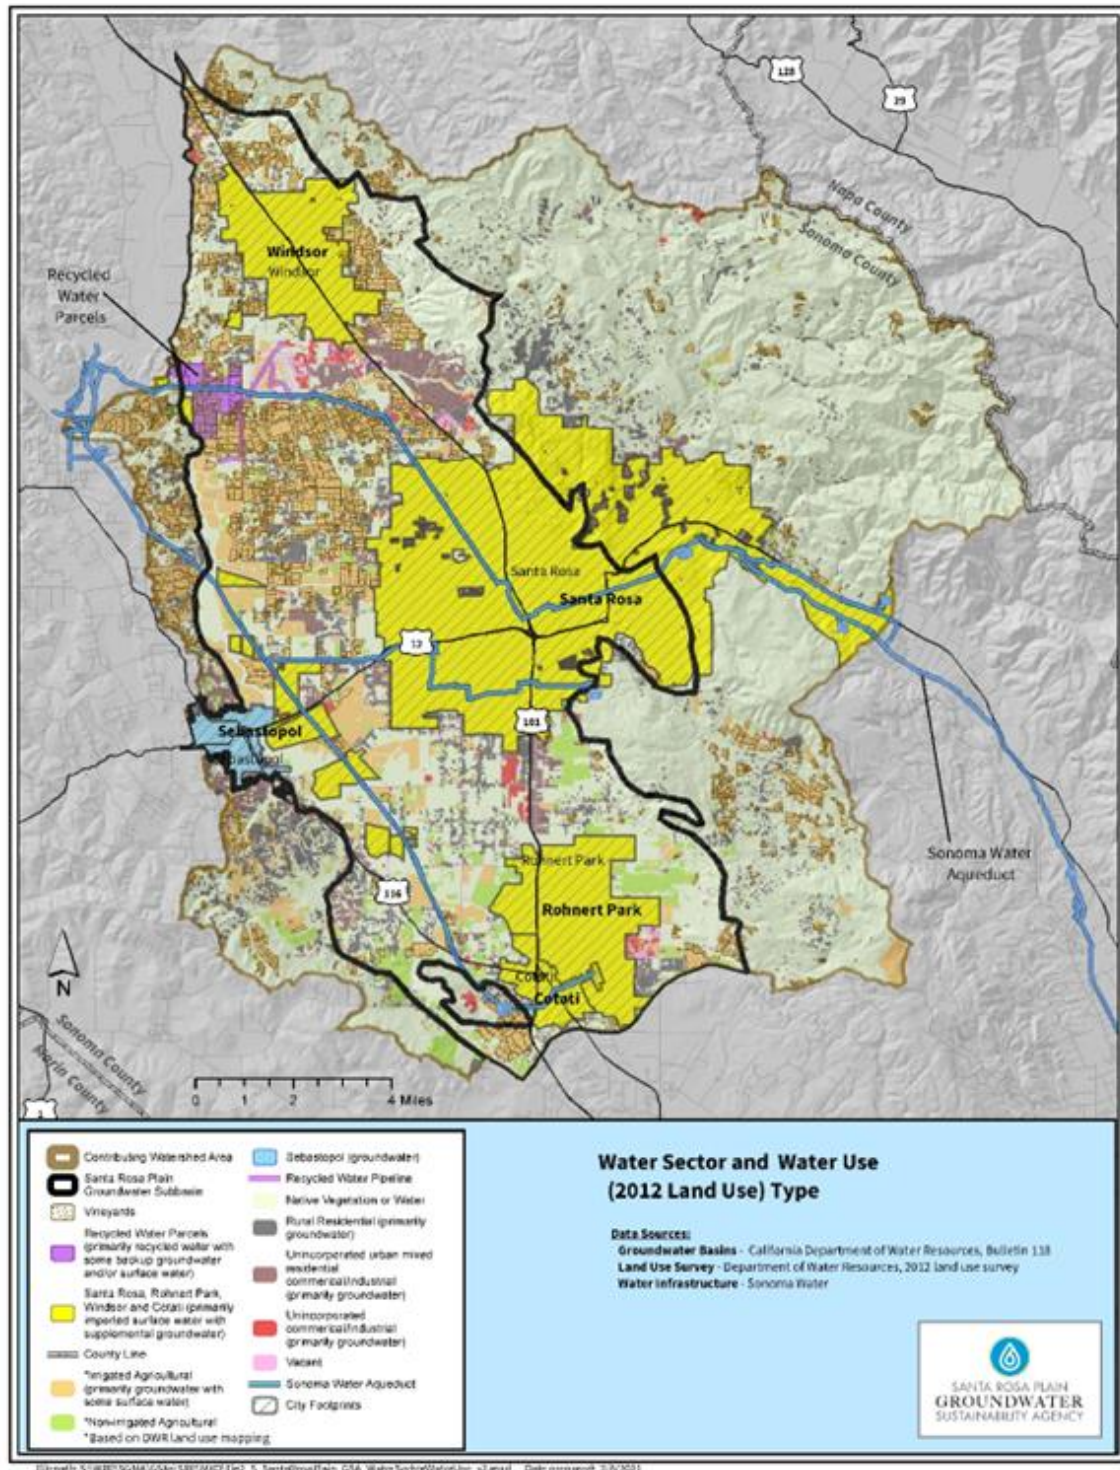 128
29
Napa County
Sonoma County
Windsor
Windsor
Recycled
Water
Parcels
Santa Rosa
Santa Rosa
12
101
Sebastopol
Sonoma Water
Aqueduct
Rohnert Park
Rohnert Park
116
Cotati
Cotati
N
Sonoma County
Marin County
0 1 2 4 Miles
Contributing Watershed Area
Santa Rosa Plain
Groundwater Subbasin
Vineyards
Recycled Water Parcels
(primarily recycled water with
some backup groundwater
and/or surface water)
Santa Rosa, Rohnert Park,
Windsor and Cotati (primarily
imported surface water with
supplemental groundwater)
County Line
*Irrigated Agricultural
(primarily groundwater with
some surface water)
*Non-irrigated Agricultural
*Based on DWR land use mapping
Sebastopol (groundwater)
Recycled Water Pipeline
Native Vegetation or Water
Rural Residential (primarily
groundwater)
Unincorporated urban mixed
residential
commerical/industrial
(primarily groundwater)
Unincorporated
commerical/industrial
(primarily groundwater)
Vacant
Sonoma Water Aqueduct
City Footprints
Water Sector and Water Use
(2012 Land Use) Type
Data Sources:
Groundwater Basins - California Department of Water Resources, Bulletin 118
Land Use Survey - Department of Water Resources, 2012 land use survey
Water Infrastructure - Sonoma Water
SANTA ROSA PLAIN
GROUNDWATER
SUSTAINABILITY AGENCY